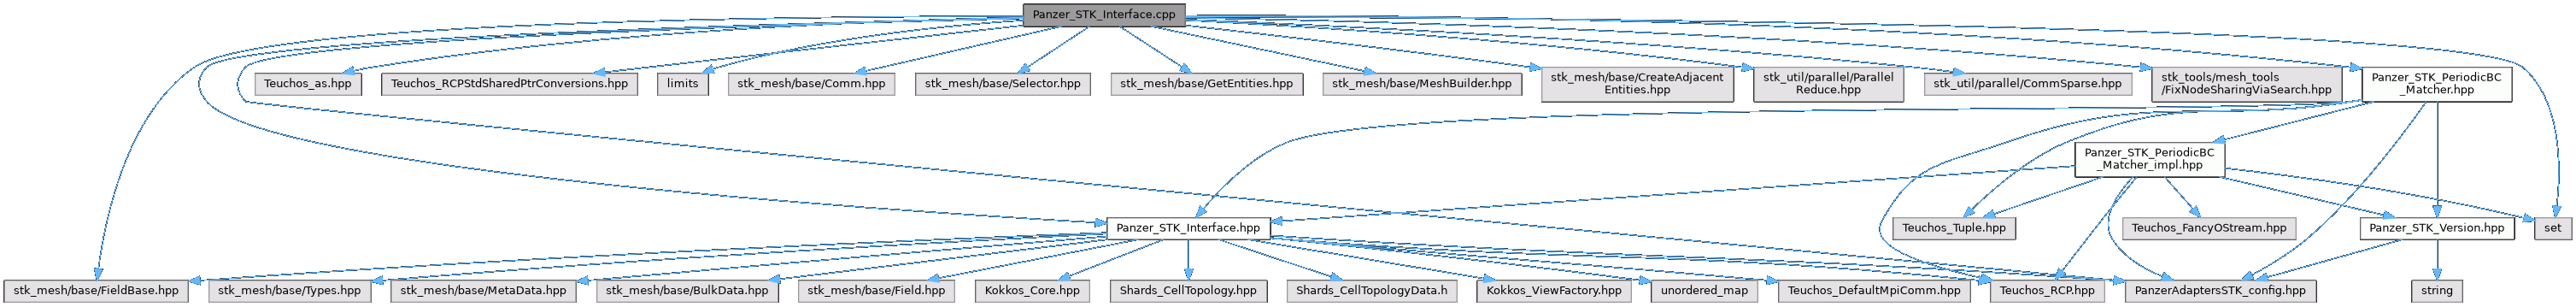 Panzer_STK_Interface.cpp
Teuchos_as.hpp
Teuchos_RCPStdSharedPtrConversions.hpp
limits
stk_mesh/base/Comm.hpp
stk_mesh/base/Selector.hpp
stk_mesh/base/GetEntities.hpp
stk_mesh/base/MeshBuilder.hpp
stk_mesh/base/CreateAdjacent
Entities.hpp
stk_util/parallel/Parallel
Reduce.hpp
stk_util/parallel/CommSparse.hpp
stk_tools/mesh_tools
/FixNodeSharingViaSearch.hpp
Panzer_STK_PeriodicBC
_Matcher.hpp
Panzer_STK_PeriodicBC
_Matcher_impl.hpp
Panzer_STK_Interface.hpp
Teuchos_Tuple.hpp
Teuchos_FancyOStream.hpp
Panzer_STK_Version.hpp
set
stk_mesh/base/FieldBase.hpp
stk_mesh/base/Types.hpp
stk_mesh/base/MetaData.hpp
stk_mesh/base/BulkData.hpp
stk_mesh/base/Field.hpp
Kokkos_Core.hpp
Shards_CellTopology.hpp
Shards_CellTopologyData.h
Kokkos_ViewFactory.hpp
unordered_map
Teuchos_DefaultMpiComm.hpp
Teuchos_RCP.hpp
PanzerAdaptersSTK_config.hpp
string